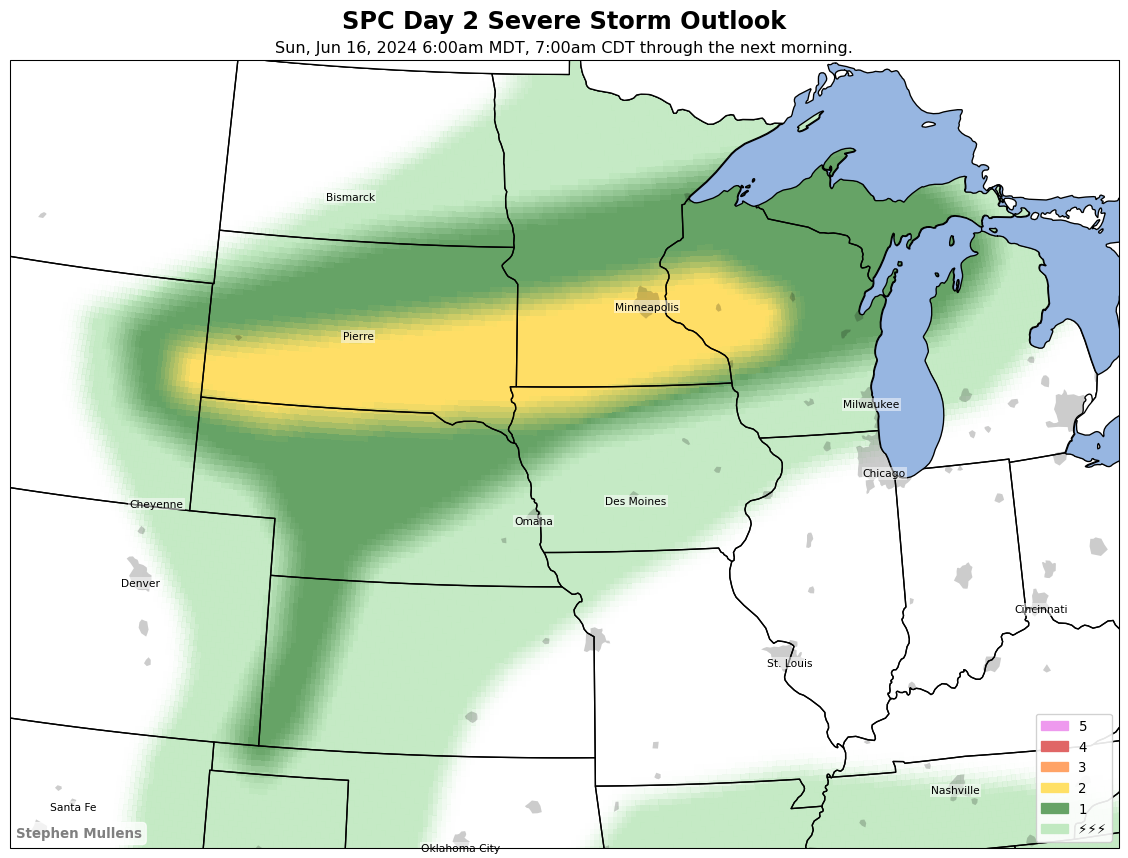 SPC Day 2 Severe Storm Outlook
Sun, Jun 16, 2024 6:00am MDT, 7:00am CDT through the next morning.
Bismarck
Minneapolis
Pierre
Milwaukee
Chicago
Cheyenne
Des Moines
Omaha
Denver
Cincinnati
St. Louis
5
4
3
2
1
⚡⚡⚡
Nashville
Santa Fe
Stephen Mullens
Oklahoma City